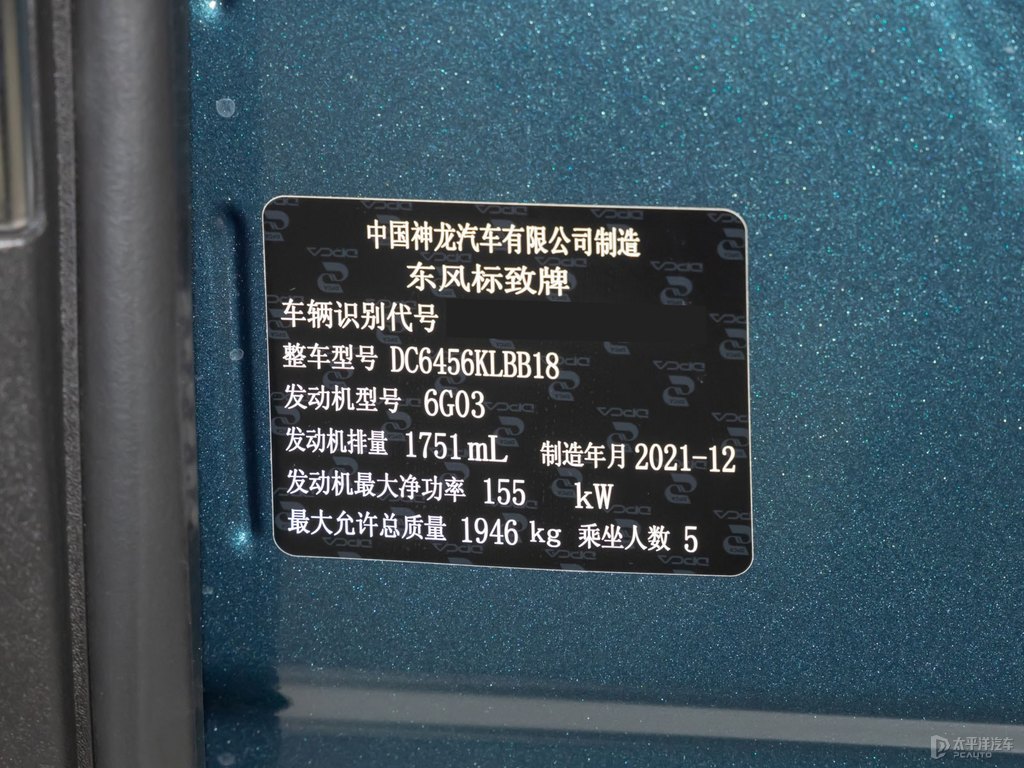 中国神龙汽车有限公司制造
东风标致牌
车辆识别代号
整车型号 DC6456KLBB18
发动机型号 6G03
发动机排量 1751mL 制造年月 2021-12
发动机最大净功率 155 kW
最大允许总质量 1946 kg 乘坐人数 5
太平洋汽车
PCAUTO